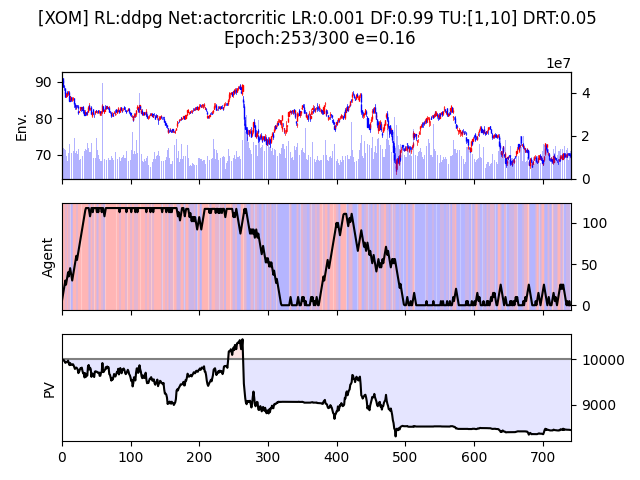 [XOM] RL:ddpg Net:actorcritic LR:0.001 DF:0.99 TU:[1,10] DRT:0.05
Epoch:253/300 e=0.16
1e7
90
80
70
Env.
4
2
0
Agent
100
50
0
PV
10000
9000
0 100 200 300 400 500 600 700